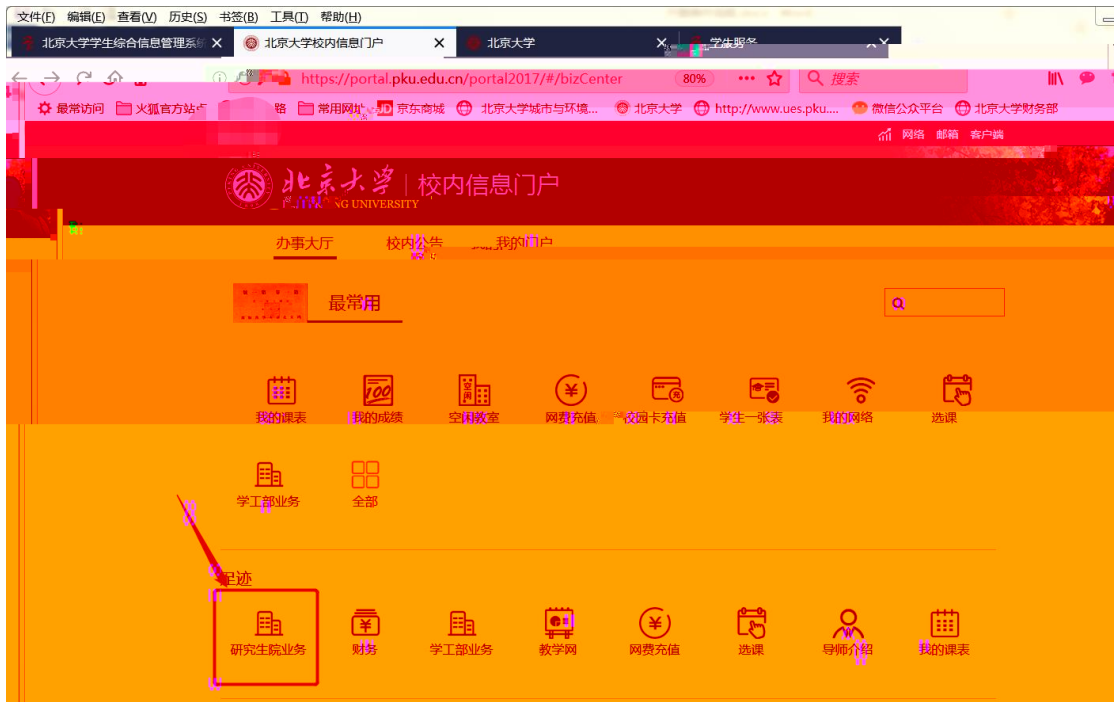 文件(F) 编辑(E) 查看(V) 历史(S) 书签(B) 工具(T) 帮助(H)
北京大学学生综合信息管理系统 北京大学校内信息门户 北京大学 学生服务
https://portal.pku.edu.cn/portal2017/#/bizCenter 80% 搜索
最常访问 火狐官方站点 常用网址 JD 京东商城 北京大学城市与环境... 北京大学 http://www.ues.pku.... 微信公众平台 北京大学财务部
网络 邮箱 客户端
北京大学 校内信息门户
NG UNIVERSITY
办事大厅 校内公告 我的门户
最常用
我的课表 我的成绩 空闲教室 网费充值 校园卡充值 学生一张表 我的网络 选课
学工部业务 全部
足迹
研究生院业务 财务 学工部业务 教学网 网费充值 选课 导师介绍 我的课表